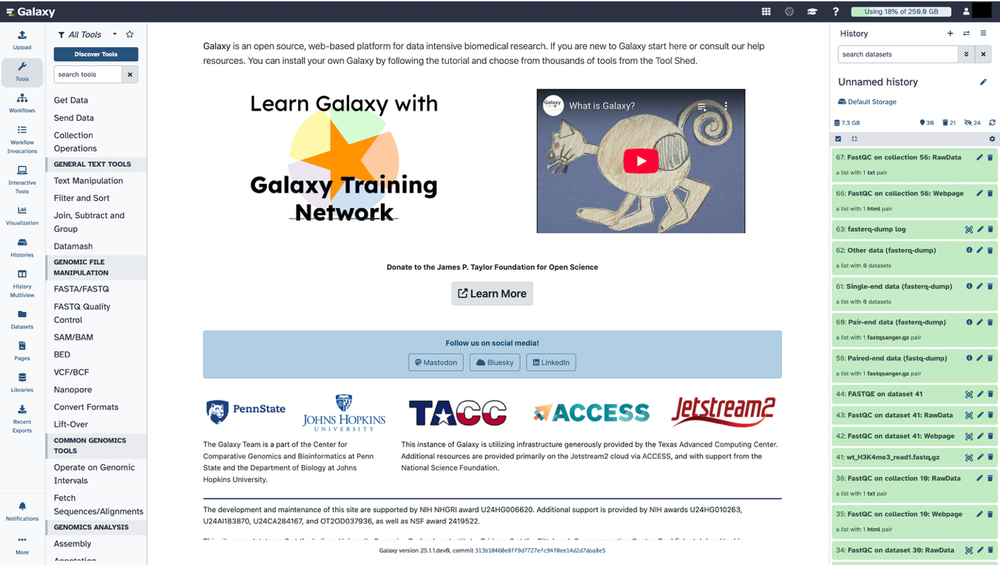 Galaxy
Using 18% of 250.0 GB
Upload
Tools
Workflows
Workflow
Invocations
Interactive
Tools
Visualization
Histories
History
Multiview
Datasets
Pages
Libraries
Recent
Exports
Notifications
More
All Tools
Discover Tools
search tools
Get Data
Send Data
Collection
Operations
GENERAL TEXT TOOLS
Text Manipulation
Filter and Sort
Join, Subtract and
Group
Datamash
GENOMIC FILE
MANIPULATION
FASTA/FASTQ
FASTQ Quality
Control
SAM/BAM
BED
VCF/BCF
Nanopore
Convert Formats
Lift-Over
COMMON GENOMICS
TOOLS
Operate on Genomic
Intervals
Fetch
Sequences/Alignments
GENOMICS ANALYSIS
Assembly
Annotation
Galaxy is an open source, web-based platform for data intensive biomedical research. If you are new to Galaxy start here or consult our help
resources. You can install your own Galaxy by following the tutorial and choose from thousands of tools from the Tool Shed.
Learn Galaxy with
Galaxy Training
Network
Galaxy
What is Galaxy?
Donate to the James P. Taylor Foundation for Open Science
Learn More
Follow us on social media!
Mastodon
Bluesky
LinkedIn
PennState
JOHNS HOPKINS
UNIVERSITY
TACC
ACCESS
Jetstream2
The Galaxy Team is a part of the Center for
Comparative Genomics and Bioinformatics at Penn
State and the Department of Biology at Johns
Hopkins University.
This instance of Galaxy is utilizing infrastructure generously provided by the Texas Advanced Computing Center.
Additional resources are provided primarily on the Jetstream2 cloud via ACCESS, and with support from the
National Science Foundation.
The development and maintenance of this site are supported by NIH NHGRI award U24HG006620. Additional support is provided by NIH awards U24HG010263,
U24AI183870, U24CA284167, and OT2OD037936, as well as NSF award 2419522.
Galaxy version 25.1.1.dev0, commit 313b10460e8ff9d7727efc94f0ee14d2d7daa8e5
History
search datasets
Unnamed history
Default Storage
7.3 GB
30
21
24
67: FastQC on collection 56: RawData
a list with 1 txt pair
66: FastQC on collection 56: Webpage
a list with 1 html pair
63: fasterq-dump log
62: Other data (fasterq-dump)
a list with 0 datasets
61: Single-end data (fasterq-dump)
a list with 0 datasets
60: Pair-end data (fasterq-dump)
a list with 1 fastqsanger.gz pair
56: Paired-end data (fastq-dump)
a list with 1 fastqsanger.gz pair
44: FASTQE on dataset 41
43: FastQC on dataset 41: RawData
42: FastQC on dataset 41: Webpage
41: wt_H3K4me3_read1.fastq.gz
36: FastQC on collection 10: RawData
a list with 1 txt pair
35: FastQC on collection 10: Webpage
a list with 1 html pair
34: FastQC on dataset 30: RawData